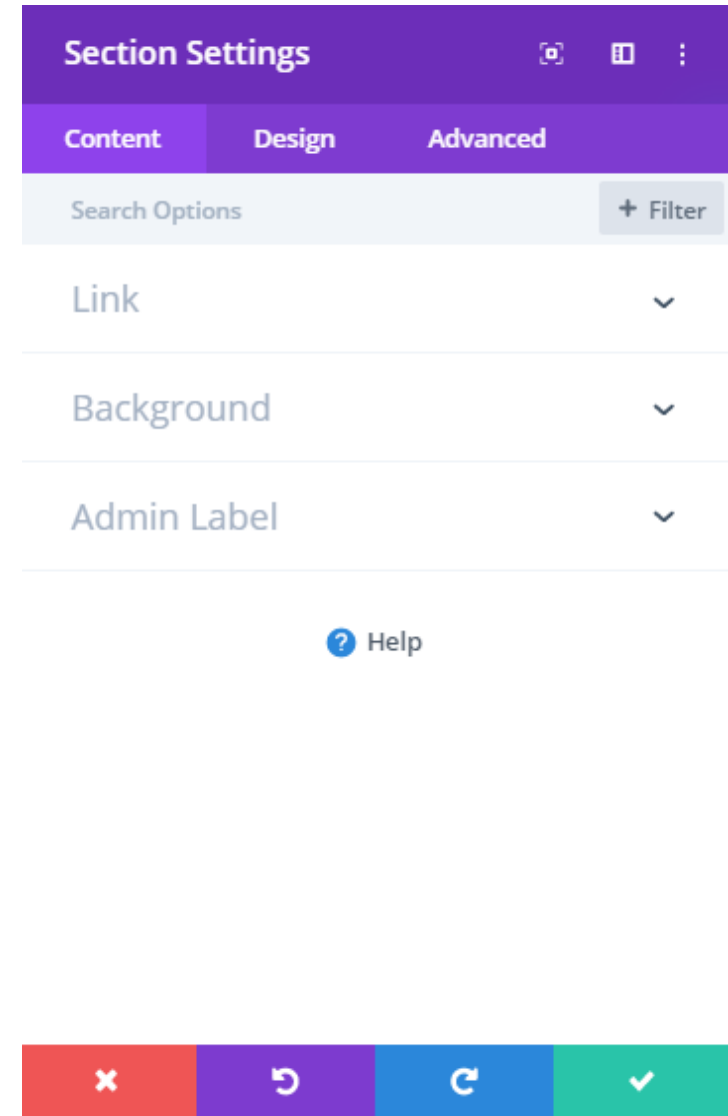 Section Settings
Content Design Advanced
Search Options + Filter
Link
Background
Admin Label
? Help